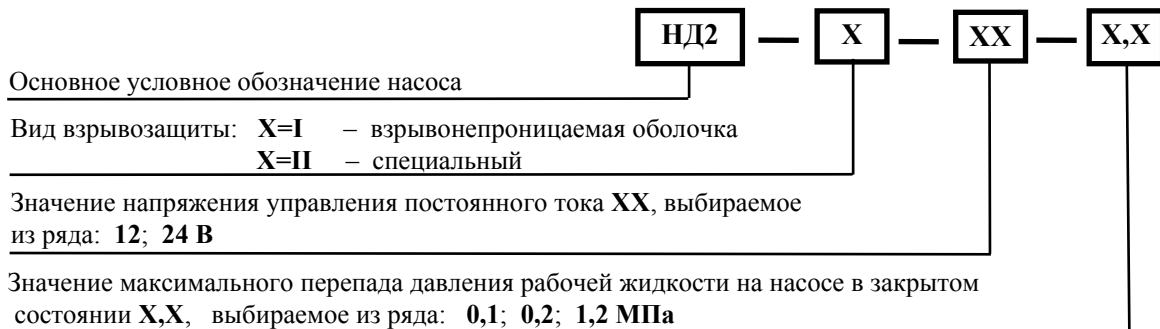 НД2 — X — XX — X,X
Основное условное обозначение насоса
Вид взрывозащиты: X=I – взрывонепроницаемая оболочка
X=II – специальный
Значение напряжения управления постоянного тока XX, выбираемое
из ряда: 12; 24 В
Значение максимального перепада давления рабочей жидкости на насосе в закрытом
состоянии X,X, выбираемое из ряда: 0,1; 0,2; 1,2 МПа